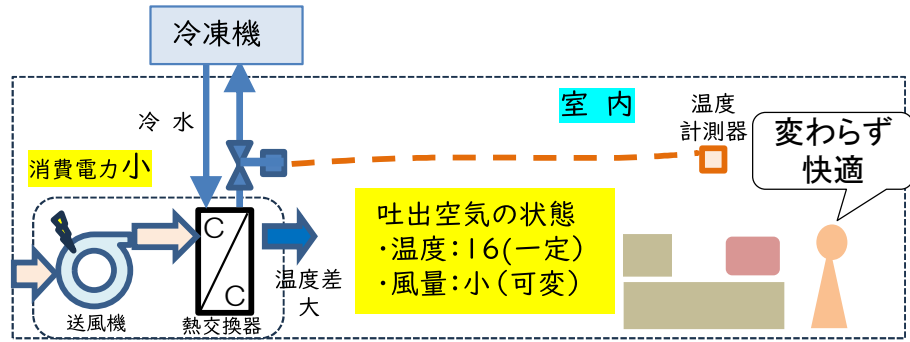 冷凍機
冷 水
室 内
温度
計測器
変わらず
快適
消費電力小
吐出空気の状態
・温度：16(一定)
・風量：小（可変）
C
C
温度差
大
送風機
熱交換器